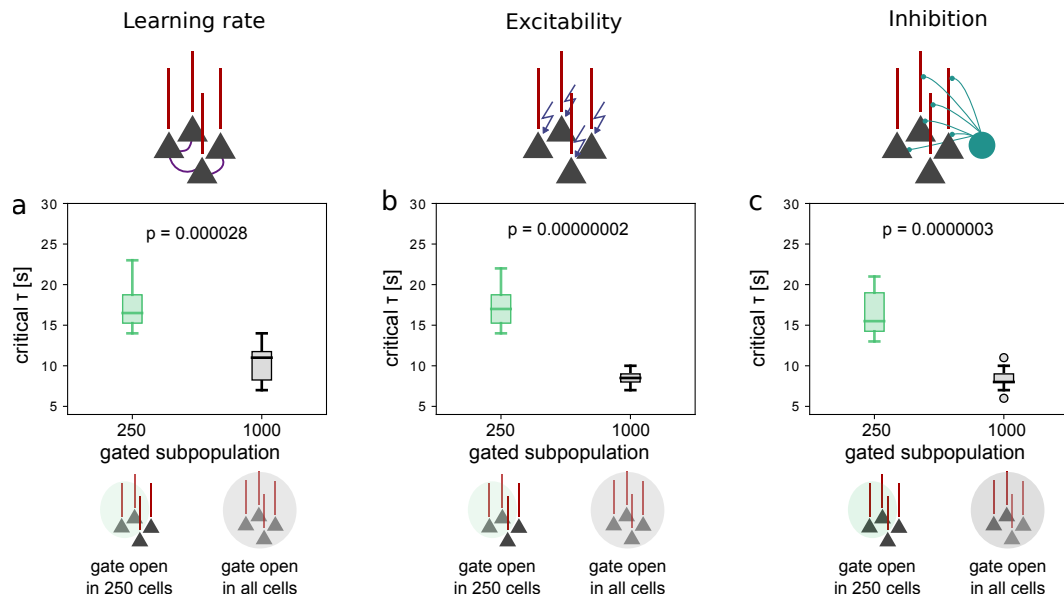 Learning rate
Excitability
Inhibition
a
30
25
20
15
10
5
critical τ [s]
p = 0.000028
250
1000
gated subpopulation
gate open
in 250 cells
gate open
in all cells
b
30
25
20
15
10
5
critical τ [s]
p = 0.00000002
250
1000
gated subpopulation
gate open
in 250 cells
gate open
in all cells
c
30
25
20
15
10
5
critical τ [s]
p = 0.0000003
250
1000
gated subpopulation
gate open
in 250 cells
gate open
in all cells